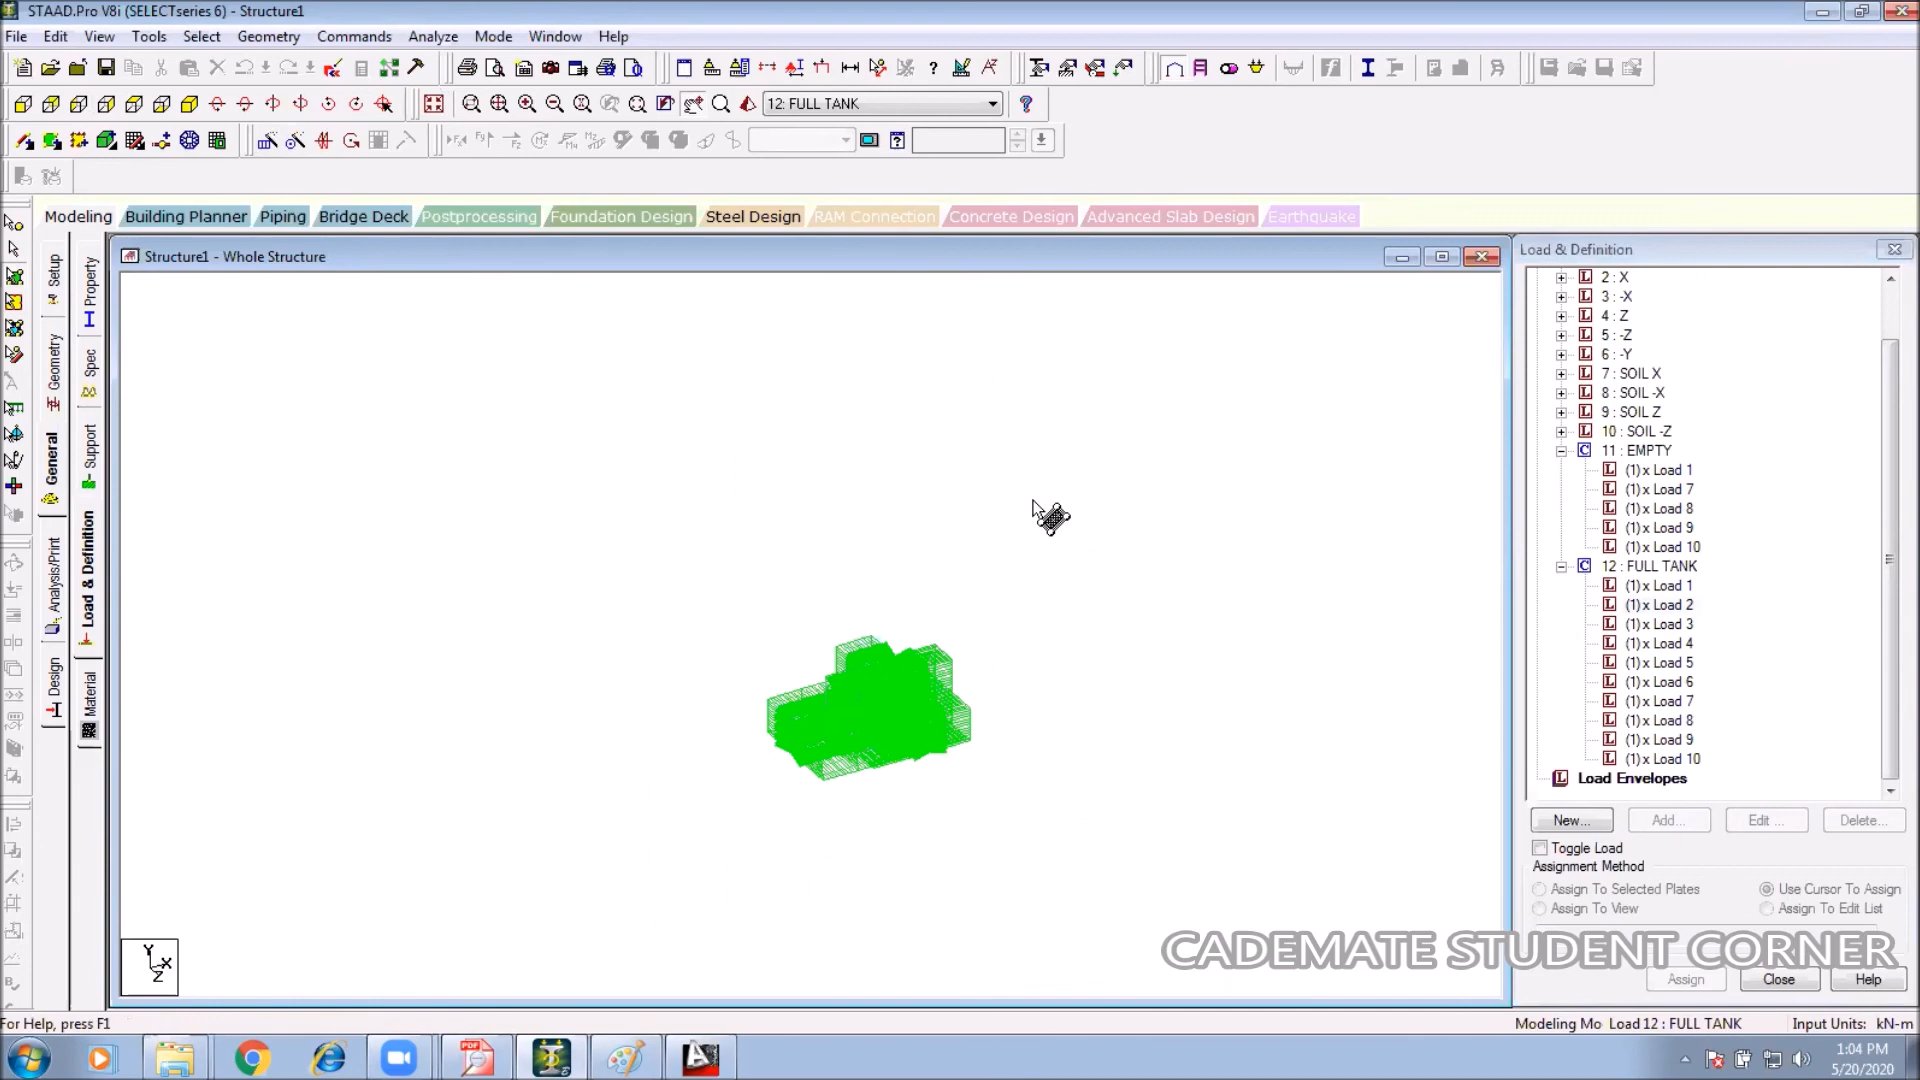 STAAD.Pro V8i (SELECTseries 6) - Structure1
File Edit View Tools Select Geometry Commands Analyze Mode Window Help
12: FULL TANK
Modeling Building Planner Piping Bridge Deck Postprocessing Foundation Design Steel Design RAM Connection Concrete Design Advanced Slab Design Earthquake
Setup
Geometry
General
Analysis/Print
Design
Property
Spec
Support
Load & Definition
Material
Structure1 - Whole Structure
Y
X
Z
Load & Definition
2 : X
3 : -X
4 : Z
5 : -Z
6 : -Y
7 : SOIL X
8 : SOIL -X
9 : SOIL Z
10 : SOIL -Z
11 : EMPTY
(1) x Load 1
(1) x Load 7
(1) x Load 8
(1) x Load 9
(1) x Load 10
12 : FULL TANK
(1) x Load 1
(1) x Load 2
(1) x Load 3
(1) x Load 4
(1) x Load 5
(1) x Load 6
(1) x Load 7
(1) x Load 8
(1) x Load 9
(1) x Load 10
Load Envelopes
New... Add... Edit ... Delete...
Toggle Load
Assignment Method
Assign To Selected Plates Use Cursor To Assign
Assign To View Assign To Edit List
CADEMATE STUDENT CORNER
Assign Close Help
For Help, press F1
Modeling Mo Load 12 : FULL TANK Input Units: kN-m
1:04 PM
5/20/2020